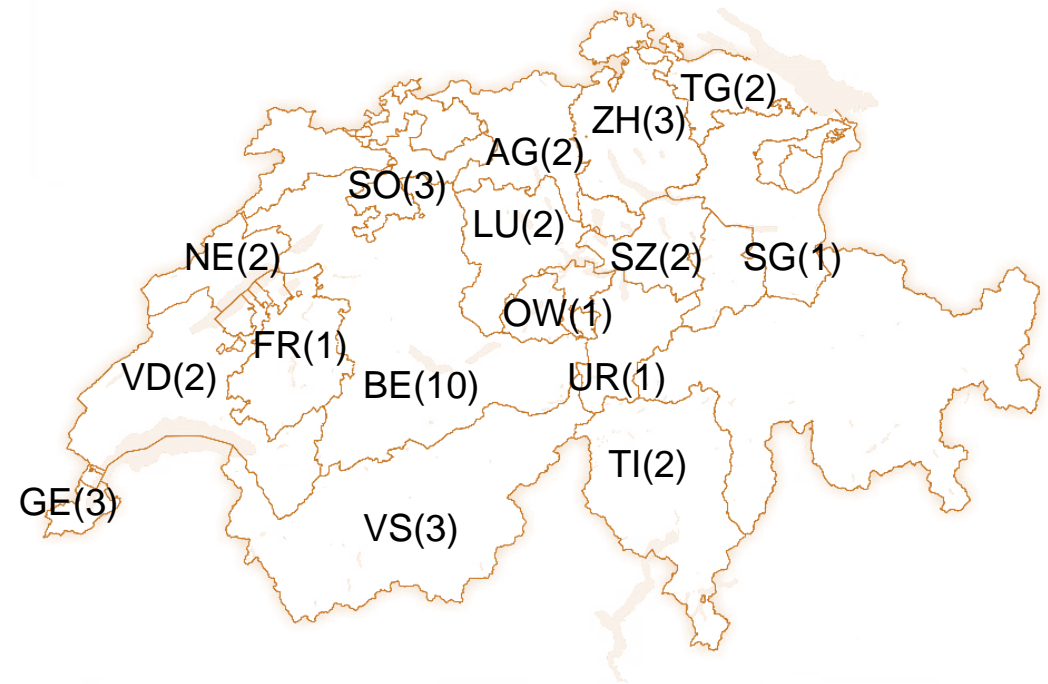 TG(2)
ZH(3)
AG(2)
SO(3)
LU(2)
NE(2)
SZ(2)
SG(1)
OW(1)
FR(1)
VD(2)
BE(10)
UR(1)
TI(2)
GE(3)
VS(3)